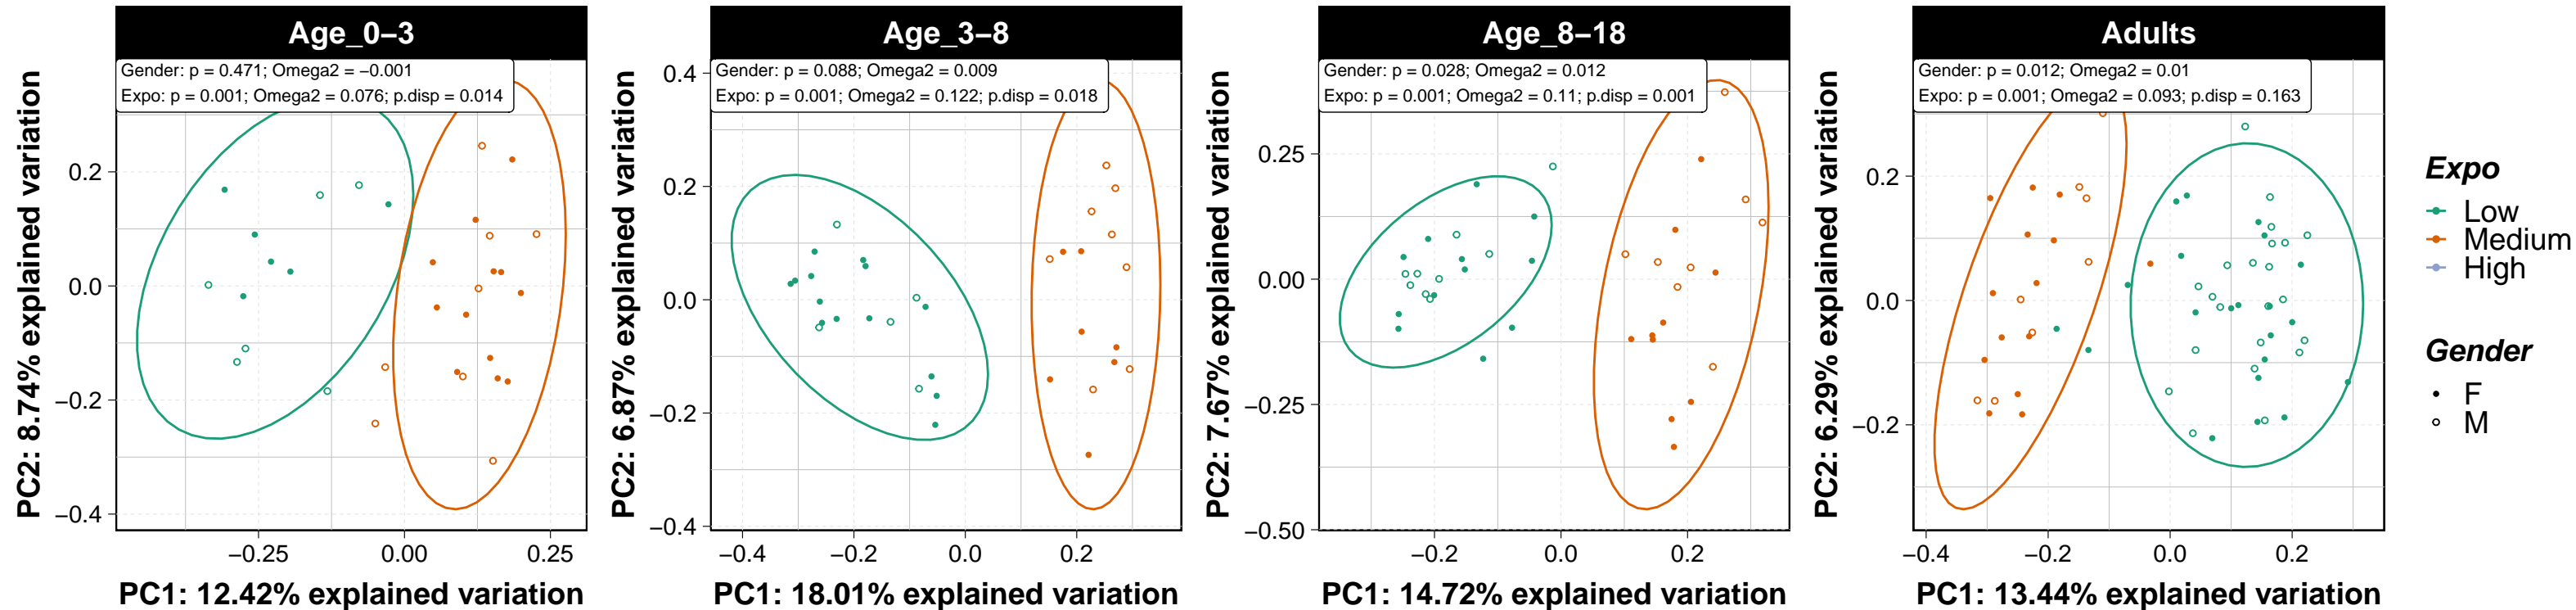 Age_0–3
Gender: p = 0.471; Omega2 = −0.001
Expo: p = 0.001; Omega2 = 0.076; p.disp = 0.014
PC2: 8.74% explained variation
0.2
0.0
−0.2
−0.4
−0.25
0.00
0.25
PC1: 12.42% explained variation
Age_3–8
Gender: p = 0.088; Omega2 = 0.009
Expo: p = 0.001; Omega2 = 0.122; p.disp = 0.018
PC2: 6.87% explained variation
0.4
0.2
0.0
−0.2
−0.4
−0.4
−0.2
0.0
0.2
PC1: 18.01% explained variation
Age_8–18
Gender: p = 0.028; Omega2 = 0.012
Expo: p = 0.001; Omega2 = 0.11; p.disp = 0.001
PC2: 7.67% explained variation
0.25
0.00
−0.25
−0.50
−0.2
0.0
0.2
PC1: 14.72% explained variation
Adults
Gender: p = 0.012; Omega2 = 0.01
Expo: p = 0.001; Omega2 = 0.093; p.disp = 0.163
PC2: 6.29% explained variation
0.2
0.0
−0.2
−0.4
−0.2
0.0
0.2
PC1: 13.44% explained variation
Expo
Low
Medium
High
Gender
F
M